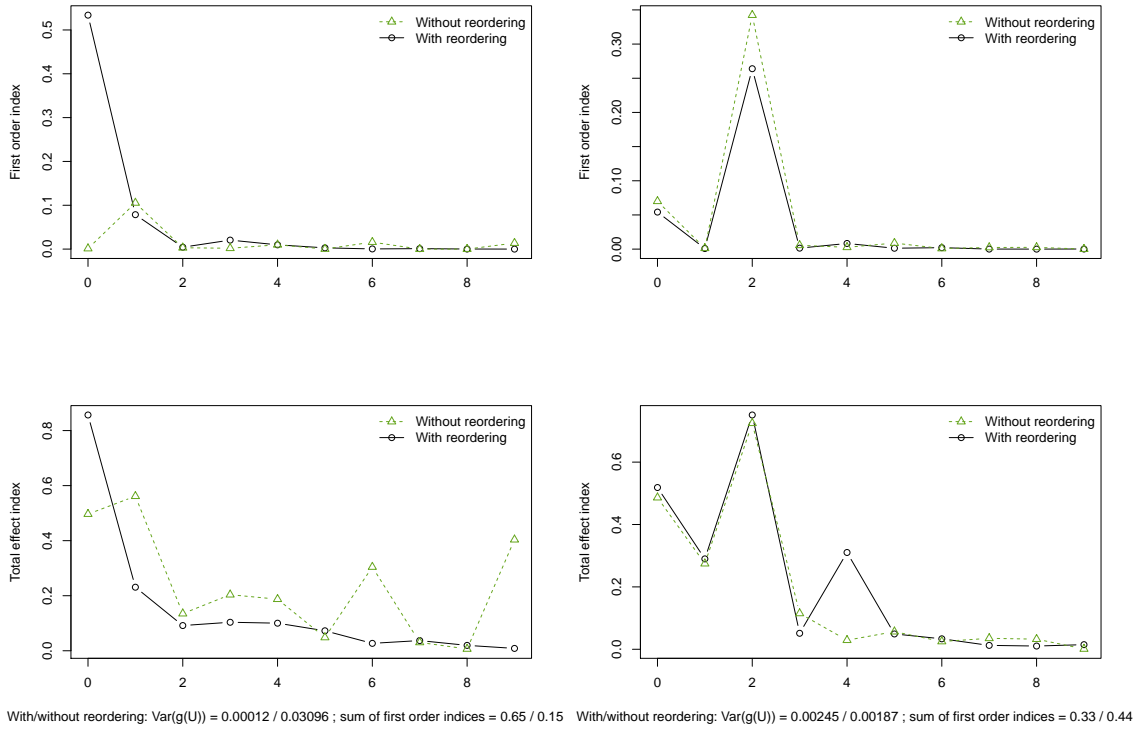 Without reordering
With reordering
First order index
0.0
0.1
0.2
0.3
0.4
0.5
0 2 4 6 8
Without reordering
With reordering
First order index
0.00
0.10
0.20
0.30
0 2 4 6 8
Without reordering
With reordering
Total effect index
0.0
0.2
0.4
0.6
0.8
0 2 4 6 8
With/without reordering: Var(g(U)) = 0.00012 / 0.03096 ; sum of first order indices = 0.65 / 0.15
Without reordering
With reordering
Total effect index
0.0
0.2
0.4
0.6
0 2 4 6 8
With/without reordering: Var(g(U)) = 0.00245 / 0.00187 ; sum of first order indices = 0.33 / 0.44